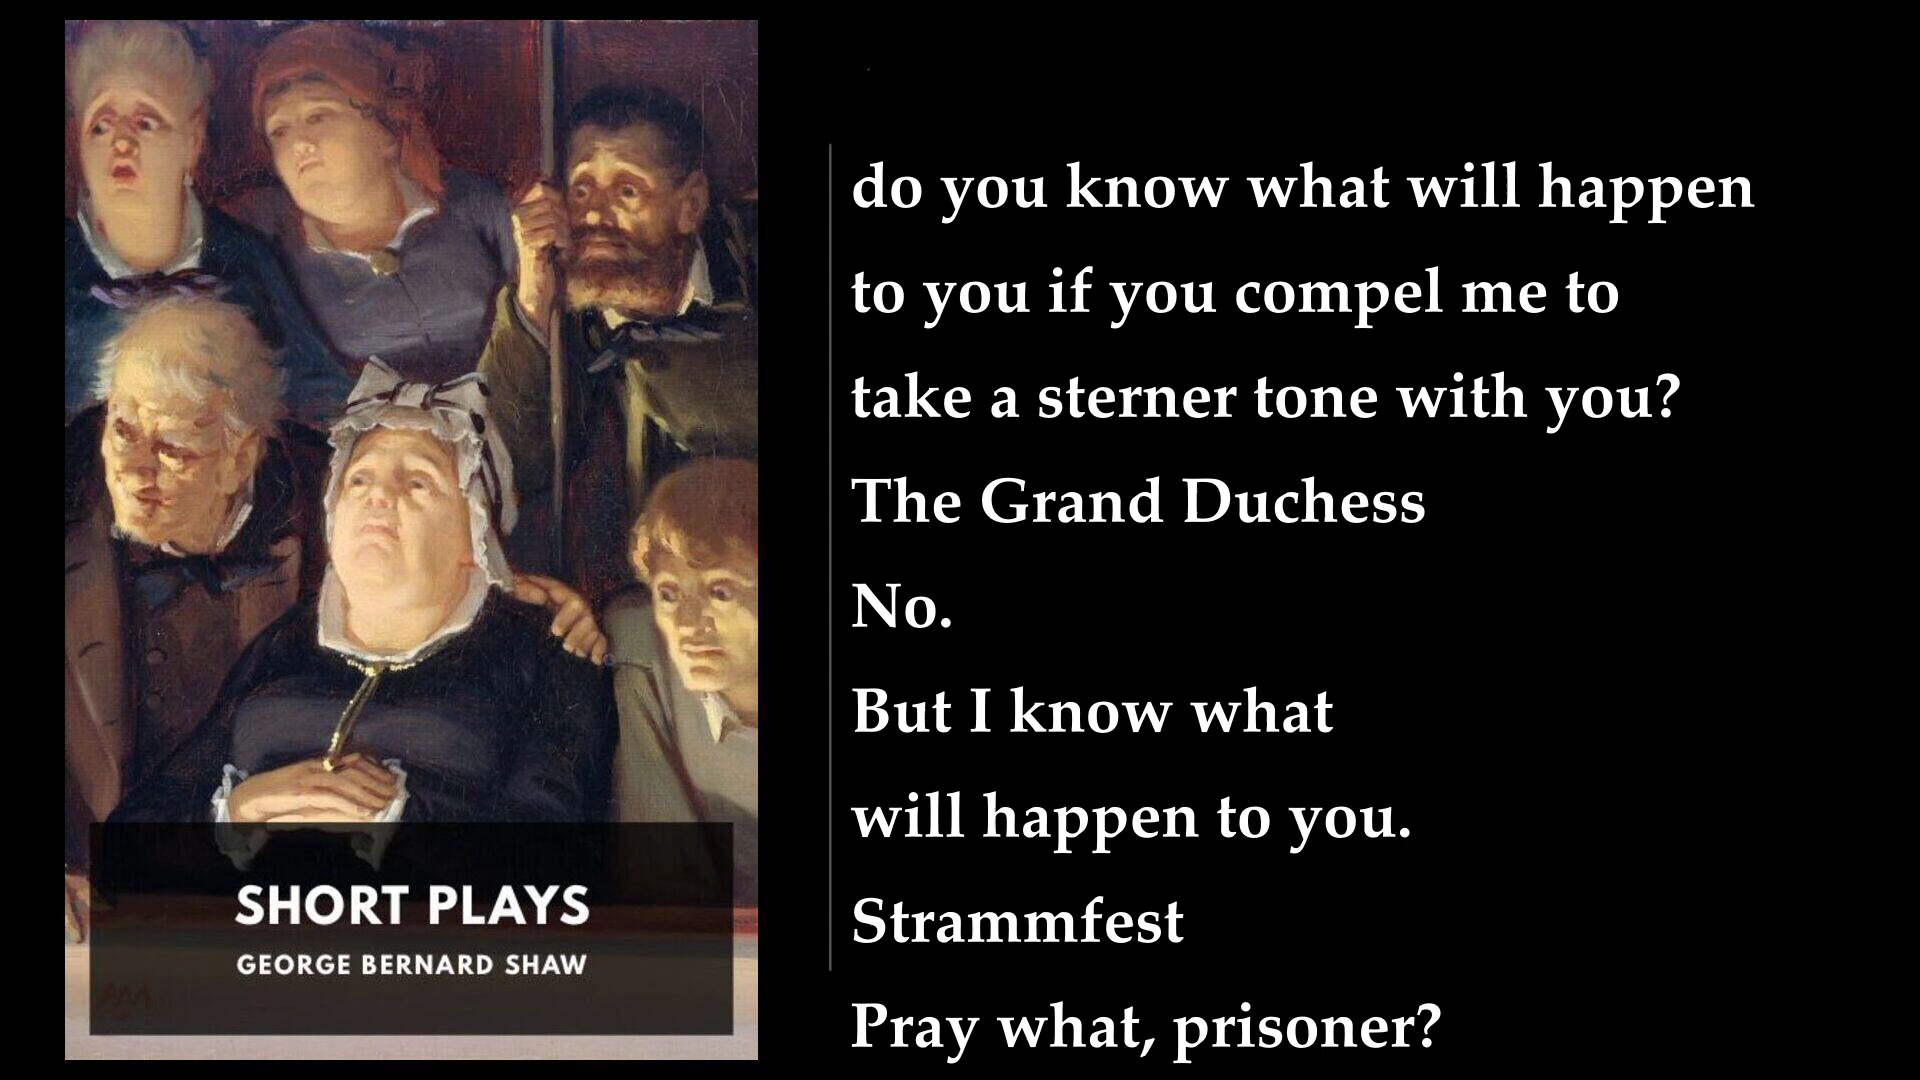 do you know what will happen
to you if you compel me to
take a sterner tone with you?
The Grand Duchess
No.
But I know what
will happen to you.
Strammfest
Pray what, prisoner?
SHORT PLAYS
GEORGE BERNARD SHAW